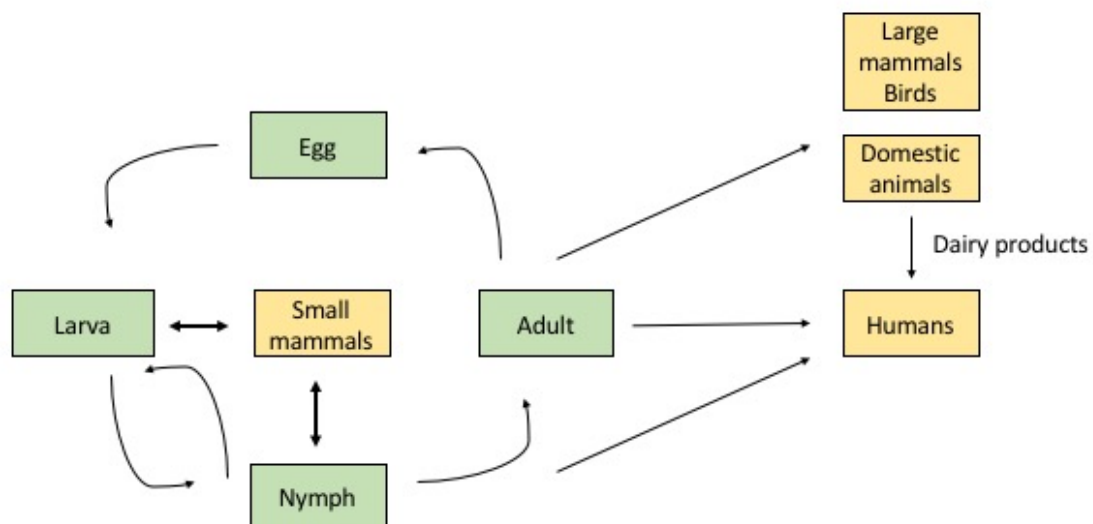 Large
mammals
Birds
Egg
Domestic
animals
Dairy products
Larva
Small
mammals
Adult
Humans
Nymph